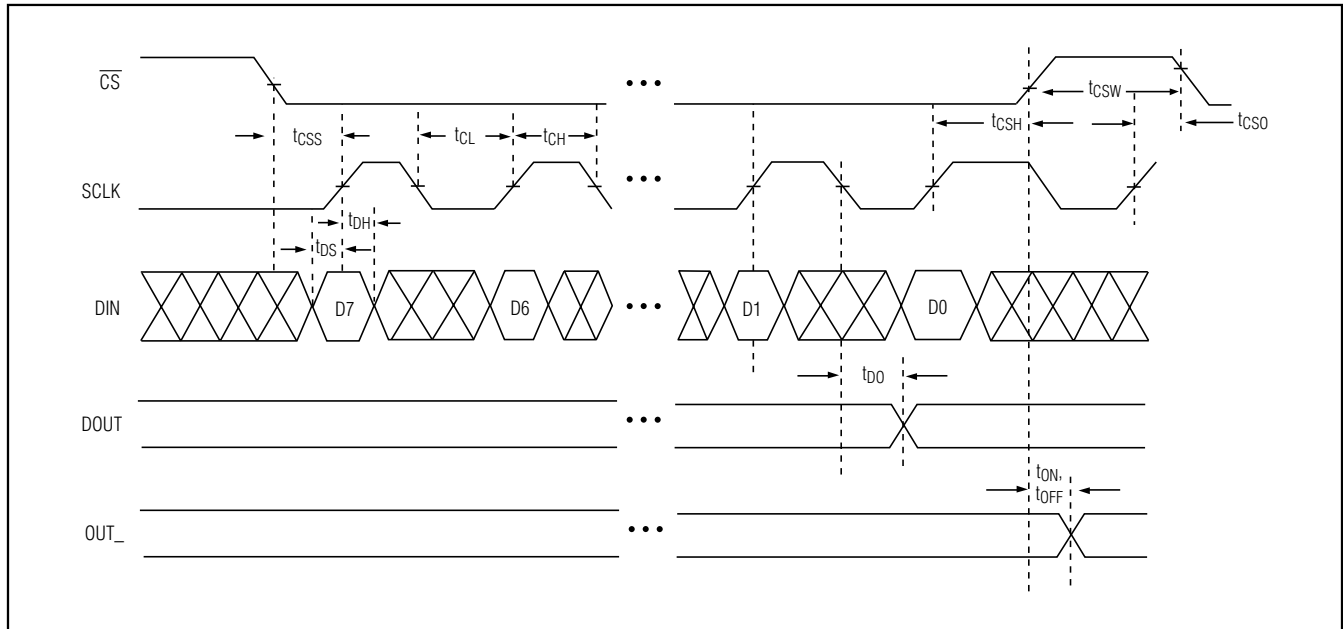 CS
tCSW
tCSS
tCL
tCH
tCSH
tCSO
SCLK
tDH
tDS
DIN
D7
D6
D1
D0
tDO
DOUT
tON,
tOFF
OUT_